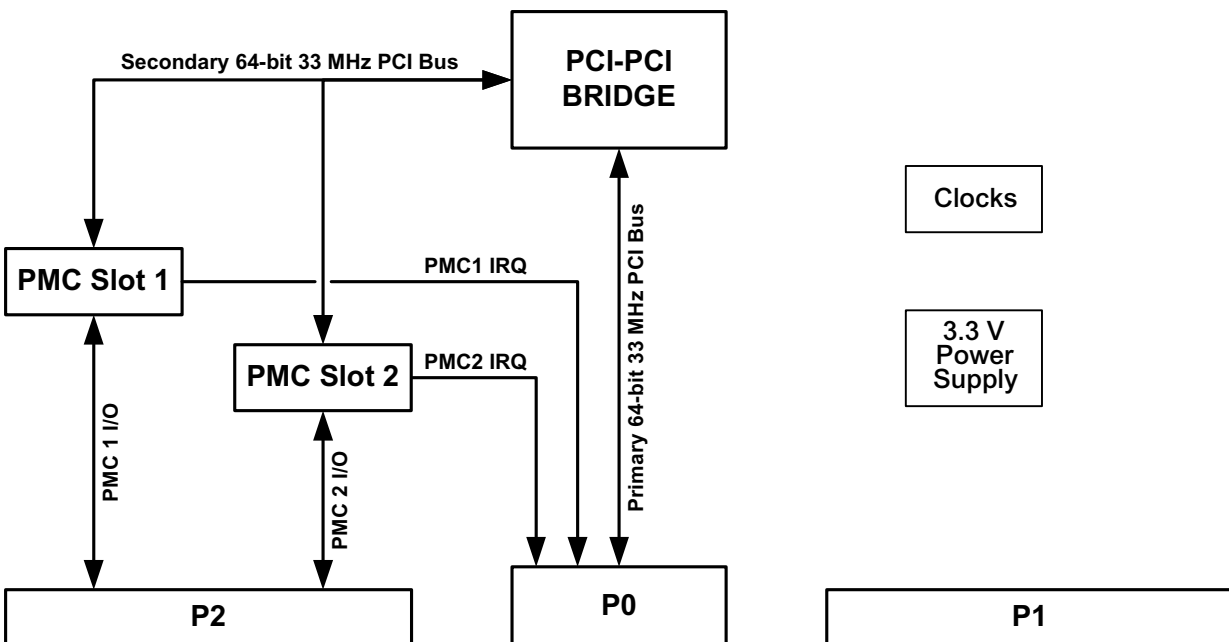 Secondary 64-bit 33 MHz PCI Bus
PCI-PCI
BRIDGE
Clocks
PMC Slot 1
PMC1 IRQ
Primary 64-bit 33 MHz PCI Bus
3.3 V
Power
Supply
PMC Slot 2
PMC2 IRQ
PMC 1 I/O
PMC 2 I/O
P2
P0
P1